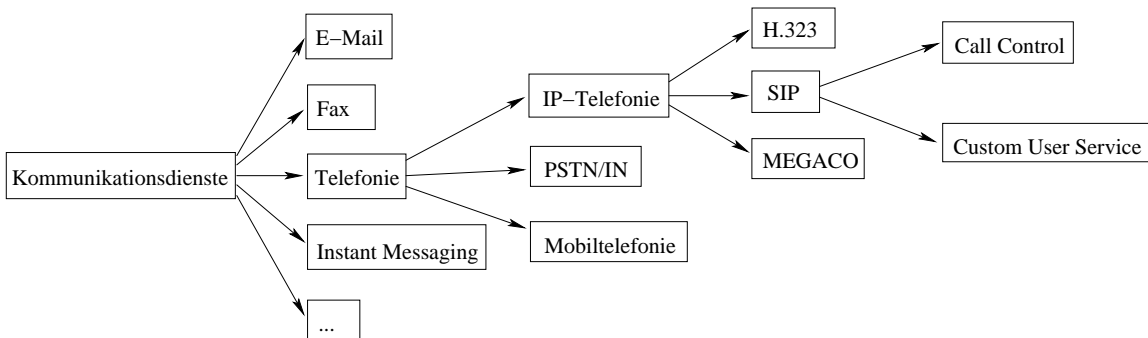 Kommunikationsdienste
E−Mail
Fax
Telefonie
Instant Messaging
...
IP−Telefonie
PSTN/IN
Mobiltelefonie
H.323
SIP
MEGACO
Call Control
Custom User Service